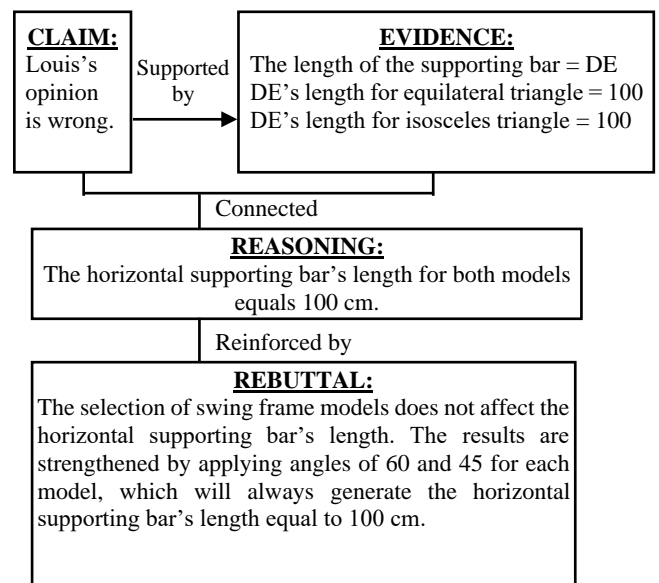 CLAIM:
Louis's
opinion
is wrong.
Supported
by
EVIDENCE:
The length of the supporting bar = DE
DE's length for equilateral triangle = 100
DE's length for isosceles triangle = 100
Connected
REASONING:
The horizontal supporting bar's length for both models
equals 100 cm.
Reinforced by
REBUTTAL:
The selection of swing frame models does not affect the
horizontal supporting bar's length. The results are
strengthened by applying angles of 60 and 45 for each
model, which will always generate the horizontal
supporting bar's length equal to 100 cm.